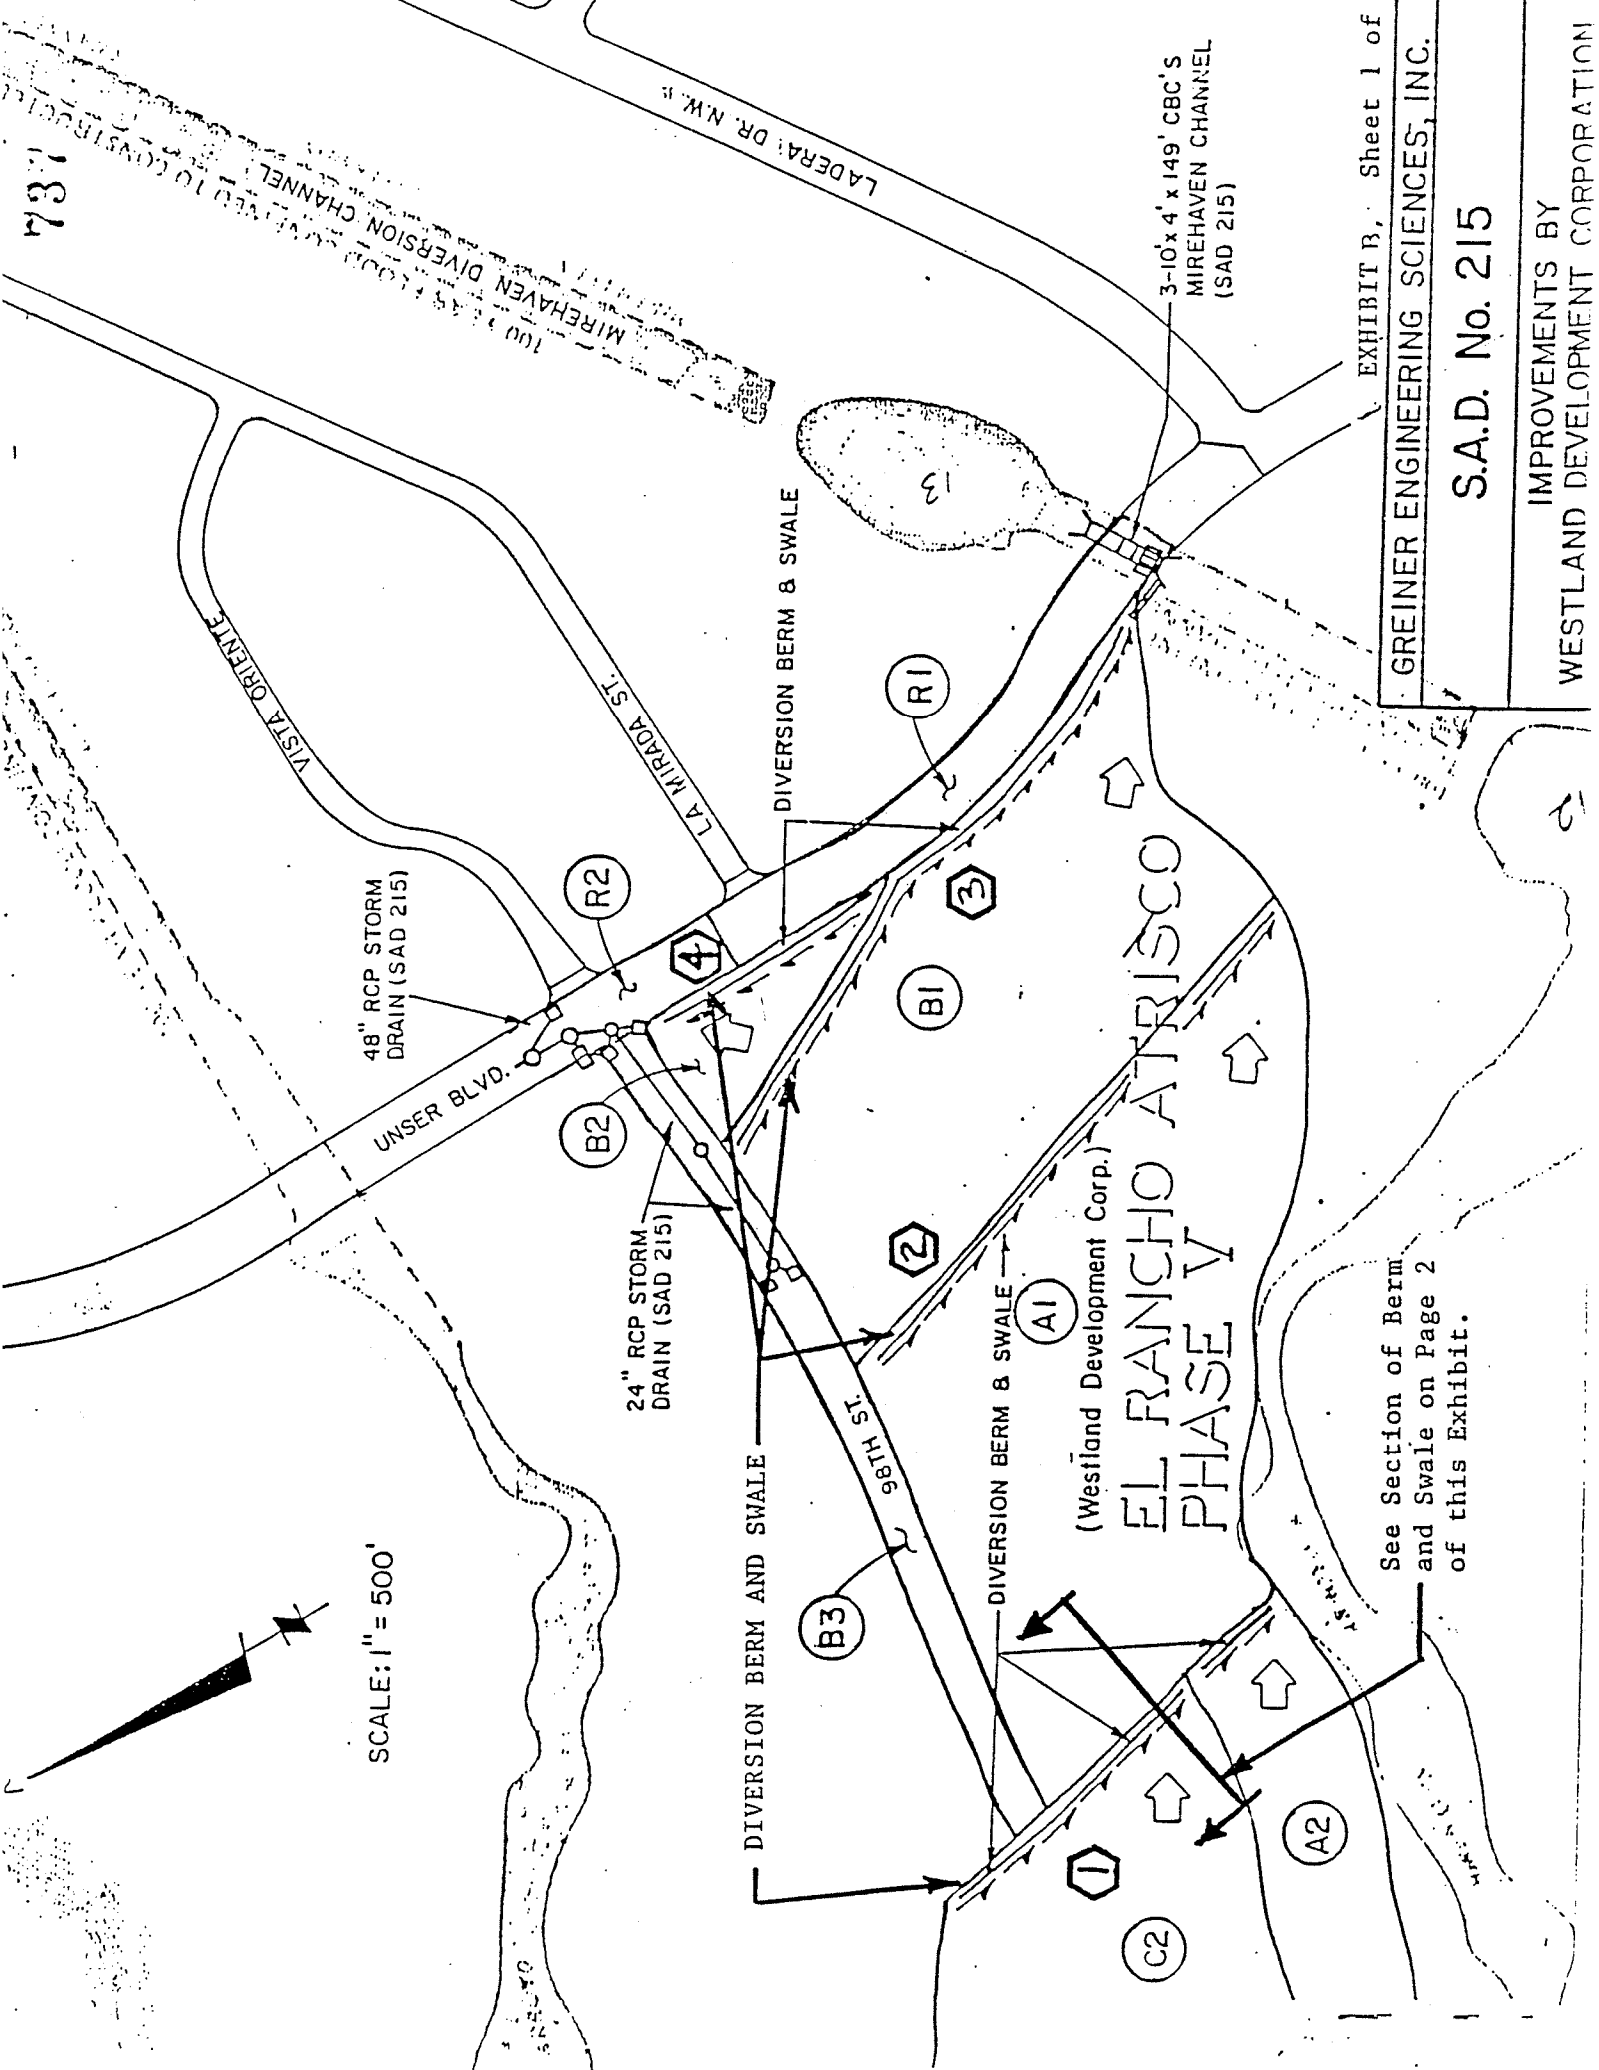 737
LADERA DR. N.W.
MIREHAVEN DIVERSION CHANNEL
VISTA ORIENTE
LA MIRADA ST.
UNSER BLVD.
98TH ST.
48" RCP STORM
DRAIN (SAD 215)
24" RCP STORM
DRAIN (SAD 215)
3-10'x 4' x 149' CBC'S
MIREHAVEN CHANNEL
(SAD 215)
DIVERSION BERM & SWALE
DIVERSION BERM AND SWALE
DIVERSION BERM & SWALE
13
R1
R2
B1
B2
B3
A1
A2
C2
1
2
3
4
(Westland Development Corp.)
EL RANCHO ATRISCO
PHASE V
See Section of Berm
and Swale on Page 2
of this Exhibit.
SCALE: 1" = 500'
EXHIBIT B, Sheet 1 of
GREINER ENGINEERING SCIENCES, INC.
S.A.D. No. 215
IMPROVEMENTS BY
WESTLAND DEVELOPMENT CORPORATION